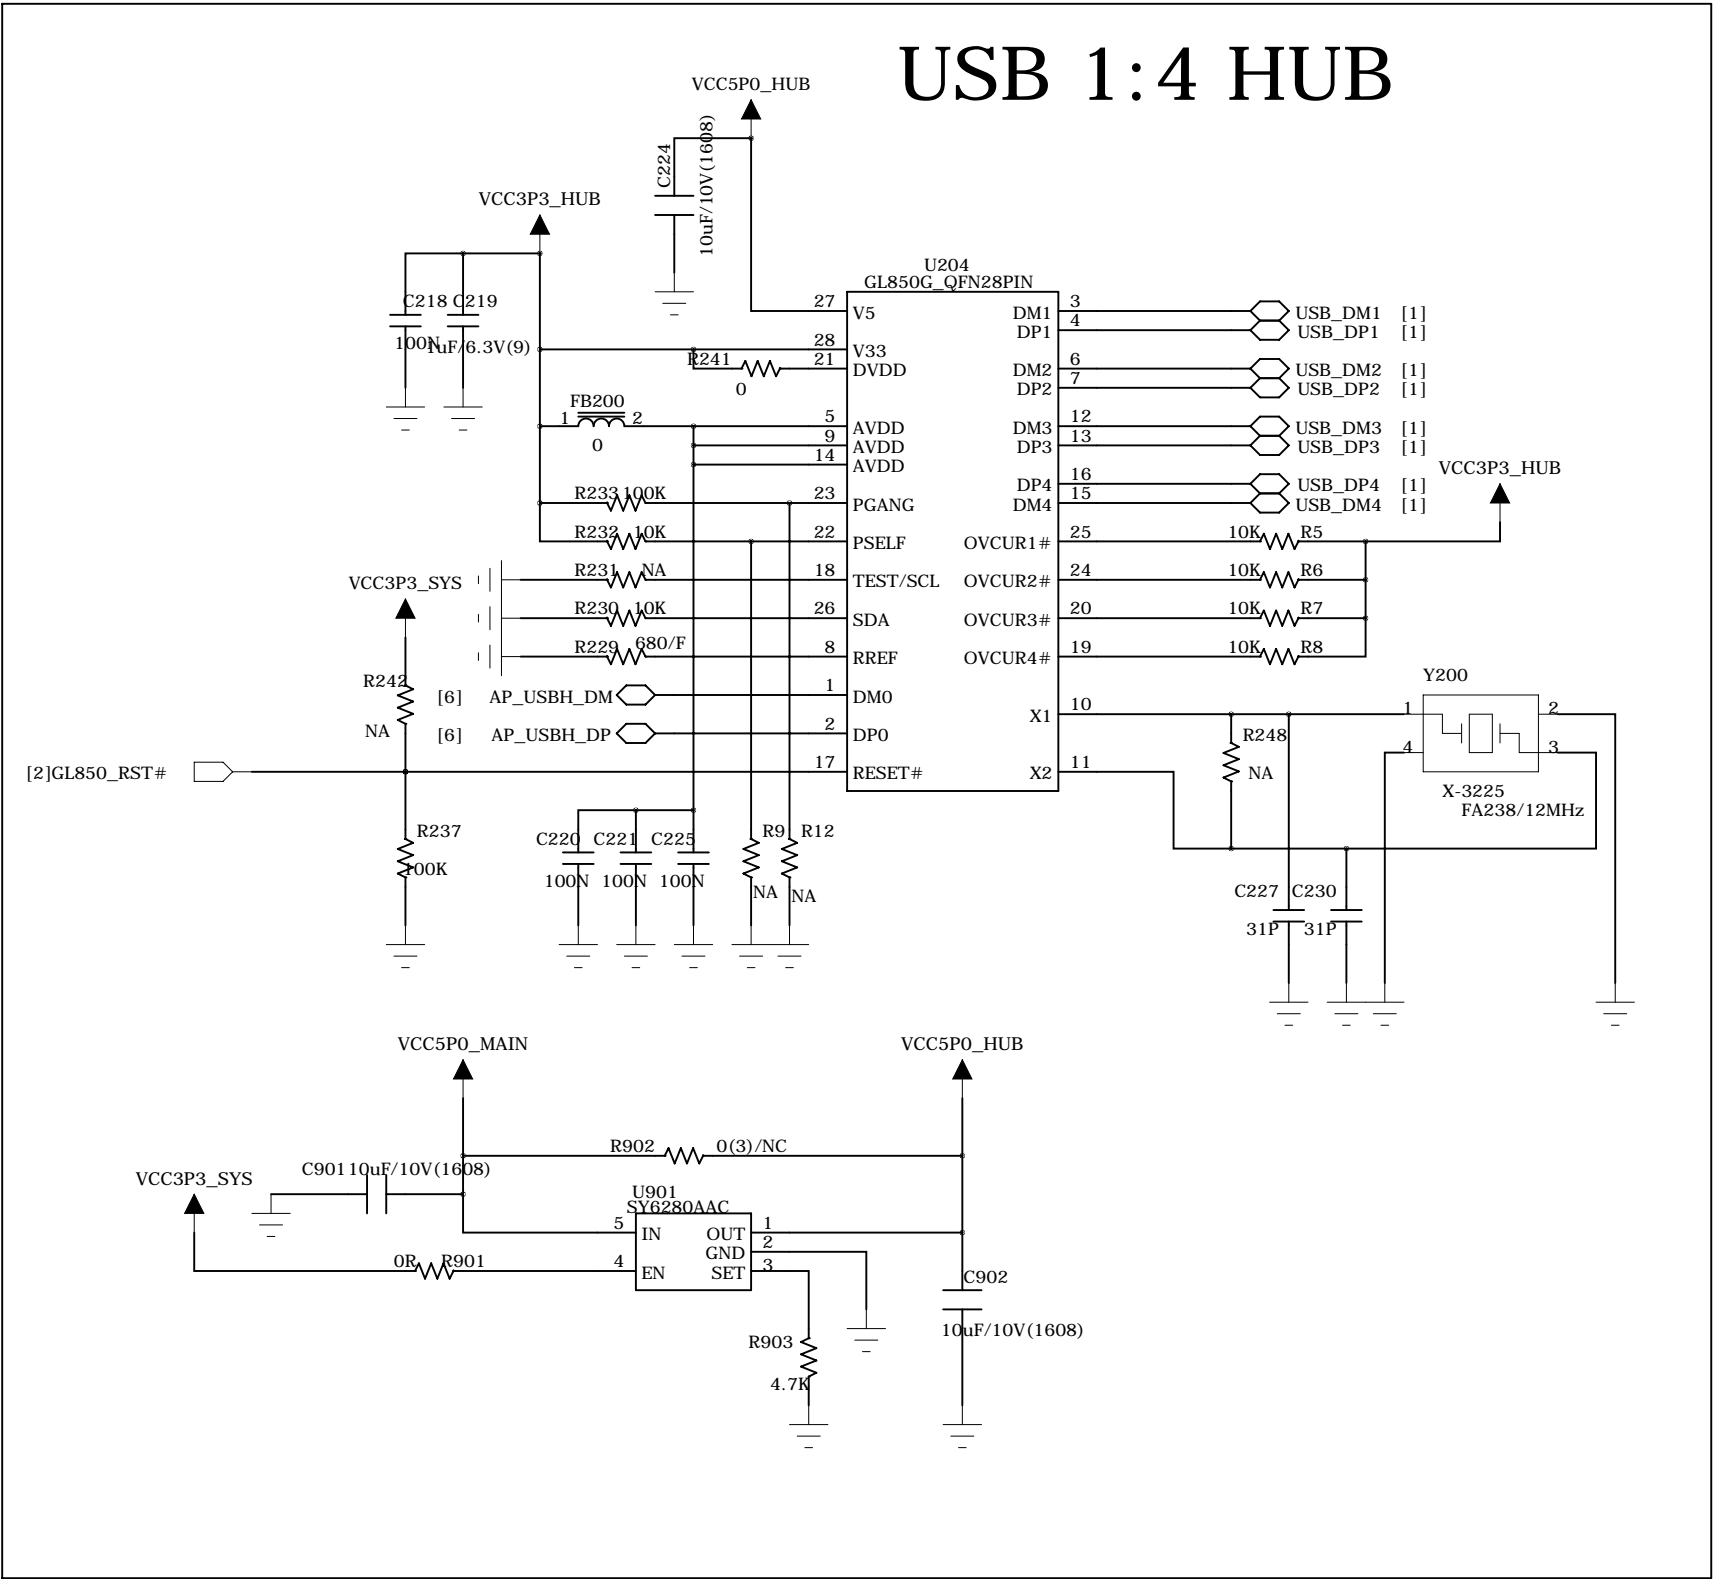 USB 1:4 HUB
VCC5P0_HUB
C224
10uF/10V(1608)
VCC3P3_HUB
C218 C219
100N
1uF/6.3V(9)
U204
GL850G_QFN28PIN
27 V5
28 V33
21 DVDD
R241
0
FB200
1 2
0
5 AVDD
9 AVDD
14 AVDD
R233 100K 23 PGANG
R232 10K 22 PSELF
R231 NA 18 TEST/SCL
R230 10K 26 SDA
R229 680/F 8 RREF
[6] AP_USBH_DM 1 DM0
[6] AP_USBH_DP 2 DP0
[2]GL850_RST# 17 RESET#
VCC3P3_SYS
R242
NA
R237
100K
C220 C221 C225
100N 100N 100N
R9 R12
NA NA
DM1 3 USB_DM1 [1]
DP1 4 USB_DP1 [1]
DM2 6 USB_DM2 [1]
DP2 7 USB_DP2 [1]
DM3 12 USB_DM3 [1]
DP3 13 USB_DP3 [1]
DP4 16 USB_DP4 [1]
DM4 15 USB_DM4 [1]
VCC3P3_HUB
OVCUR1# 25 10K R5
OVCUR2# 24 10K R6
OVCUR3# 20 10K R7
OVCUR4# 19 10K R8
X1 10
X2 11
R248
NA
Y200
1 2
4 3
X-3225
FA238/12MHz
C227 C230
31P 31P
VCC5P0_MAIN
VCC5P0_HUB
R902 0(3)/NC
VCC3P3_SYS
C901 10uF/10V(1608)
U901
SY6280AAC
5 IN OUT 1
GND 2
4 EN SET 3
0R R901
R903
4.7K
C902
10uF/10V(1608)